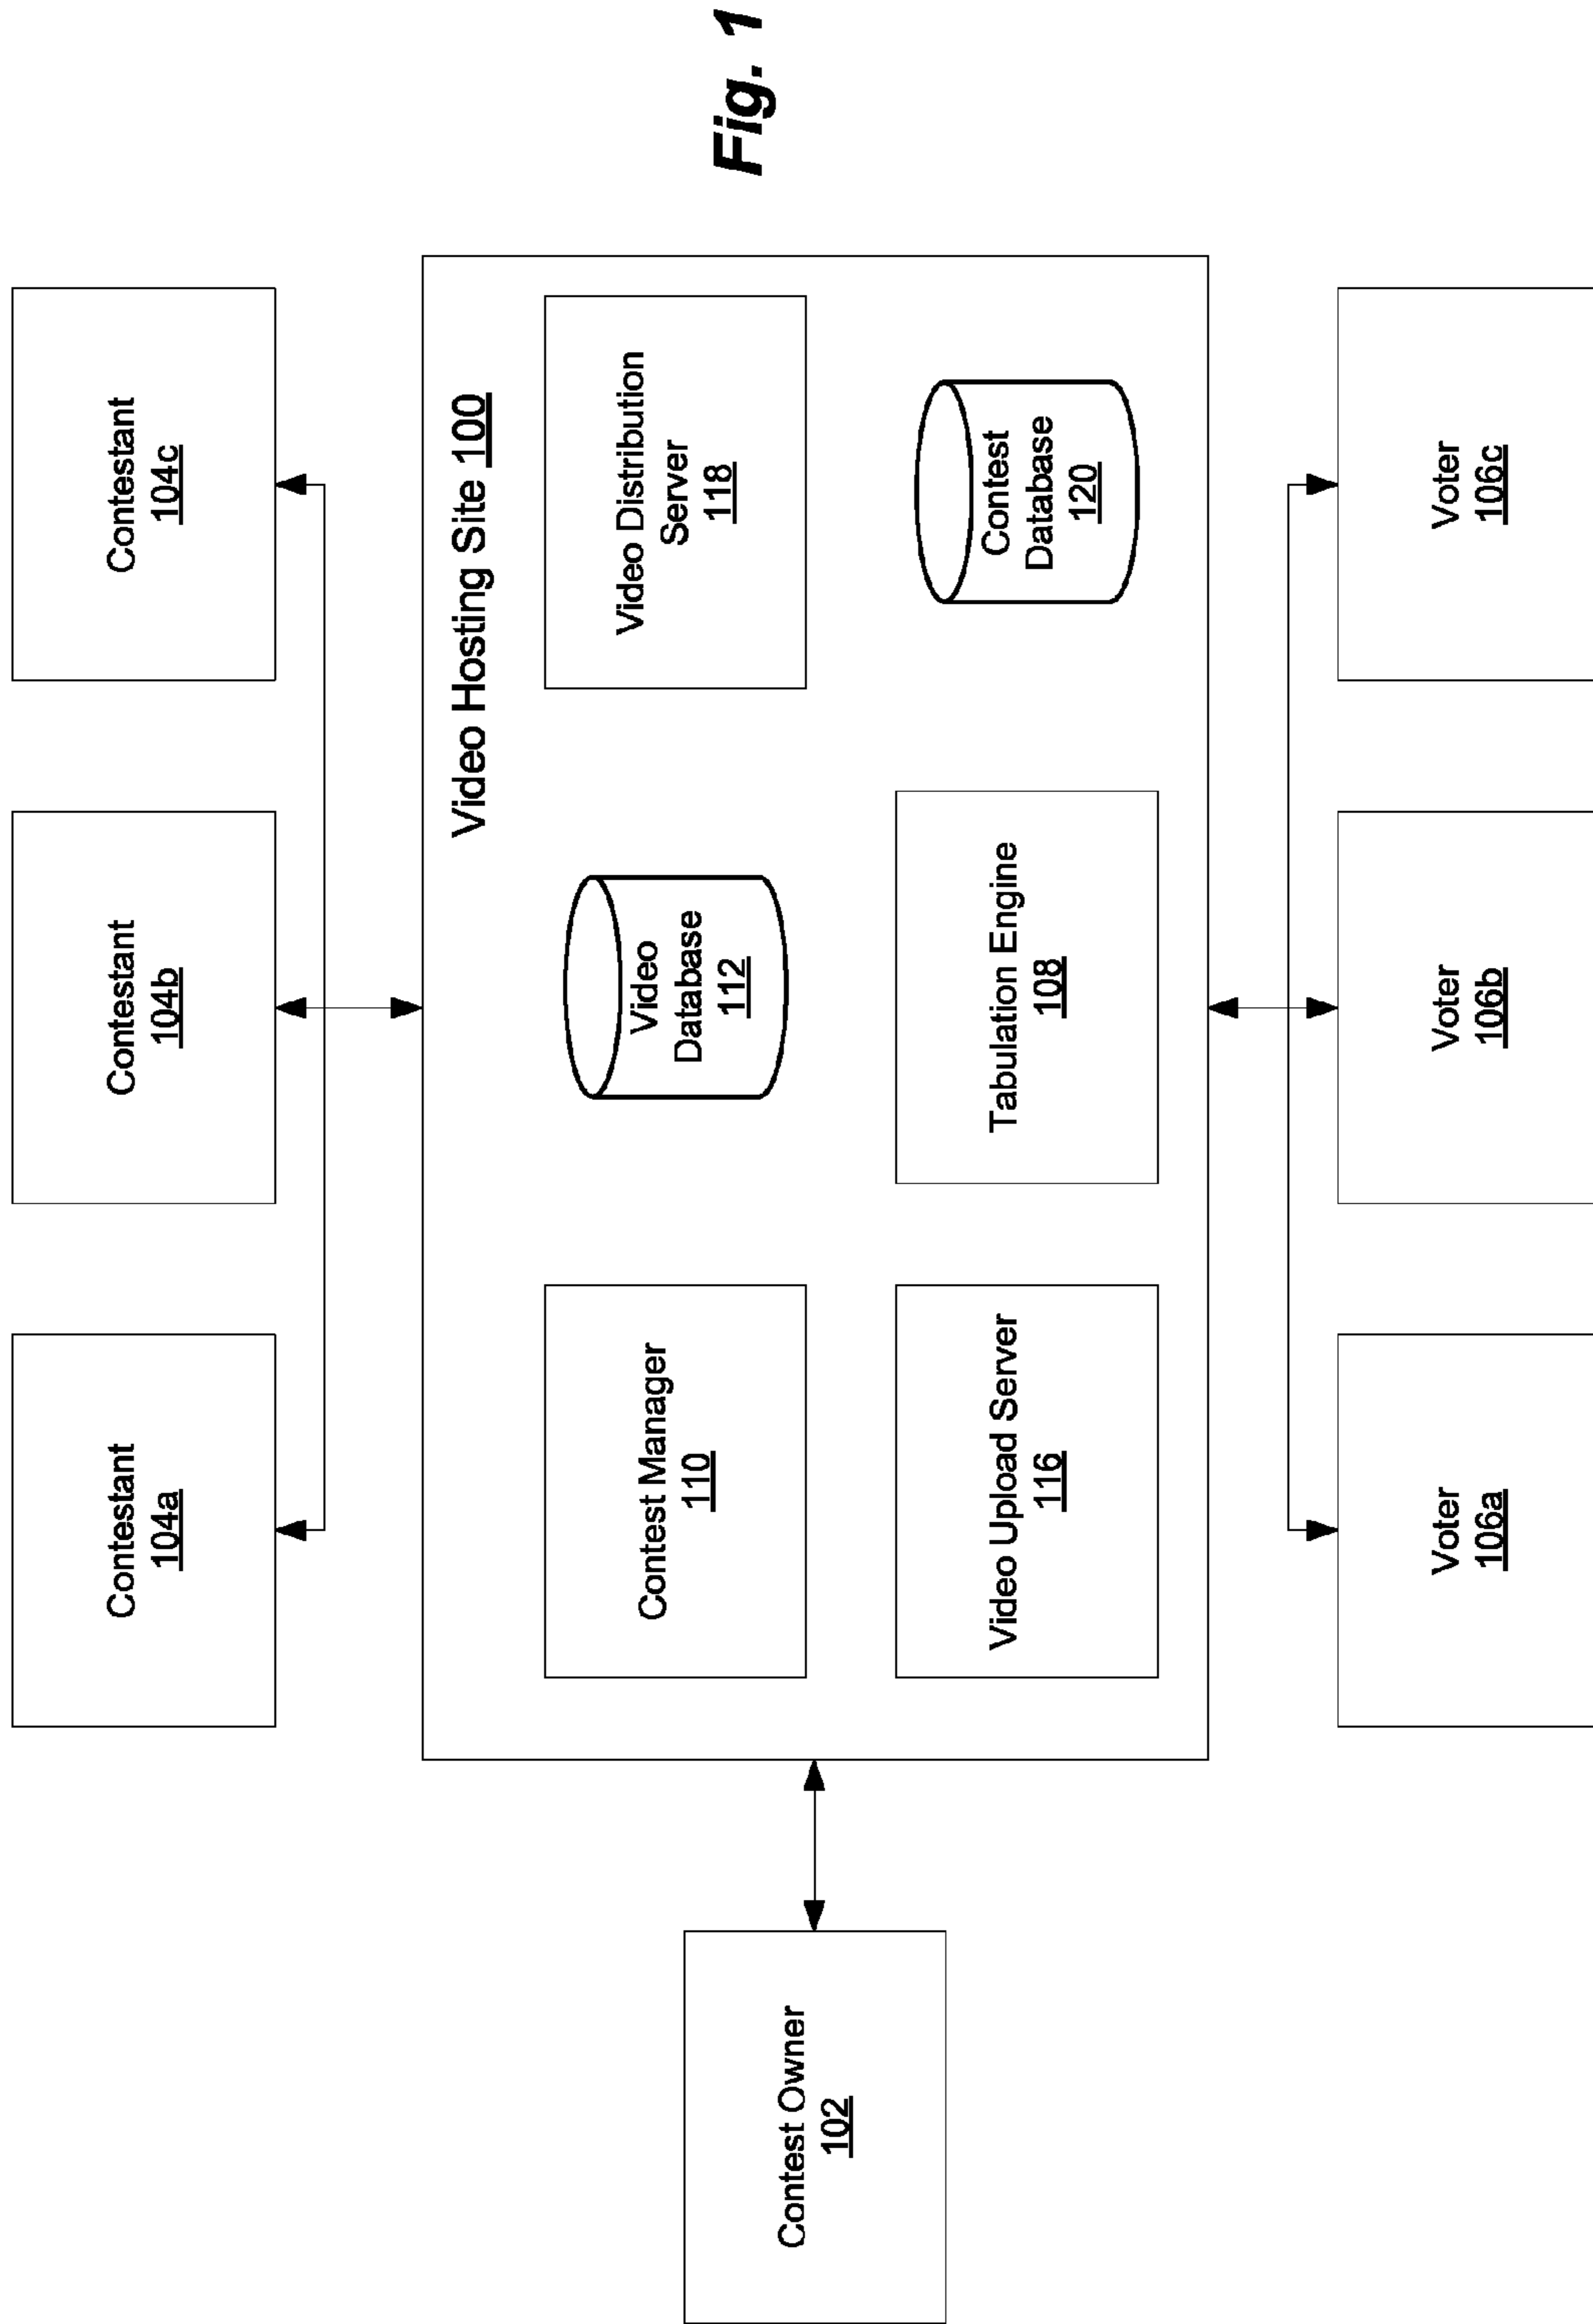 Contestant
104a
Contestant
104b
Contestant
104c
Video Hosting Site 100
Contest Manager
110
Video
Database
112
Video Distribution
Server
118
Contest Owner
102
Video Upload Server
116
Tabulation Engine
108
Contest
Database
120
Voter
106a
Voter
106b
Voter
106c
Fig. 1